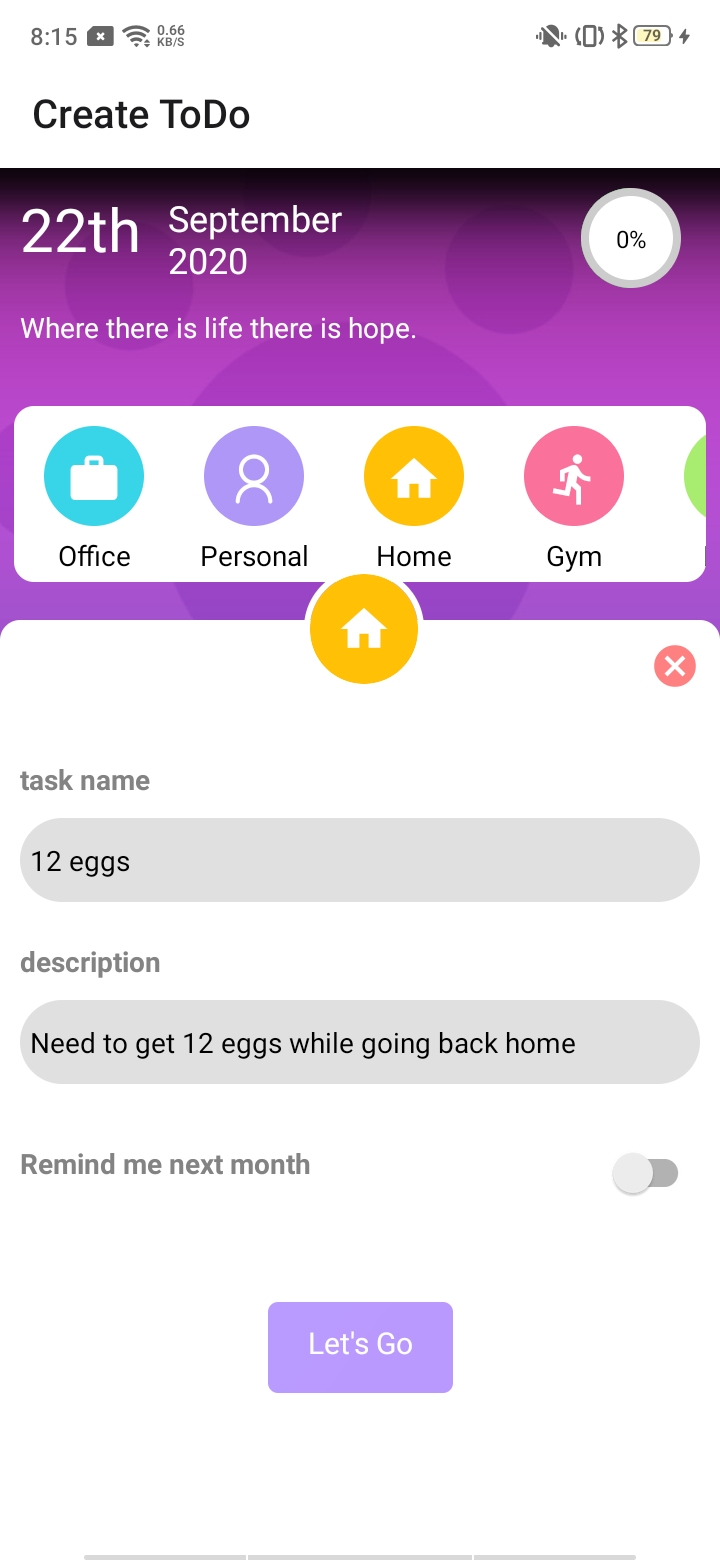 8:15 0.66 KB/S 79
Create ToDo
22th September 2020
0%
Where there is life there is hope.
Office Personal Home Gym
task name
12 eggs
description
Need to get 12 eggs while going back home
Remind me next month
Let's Go